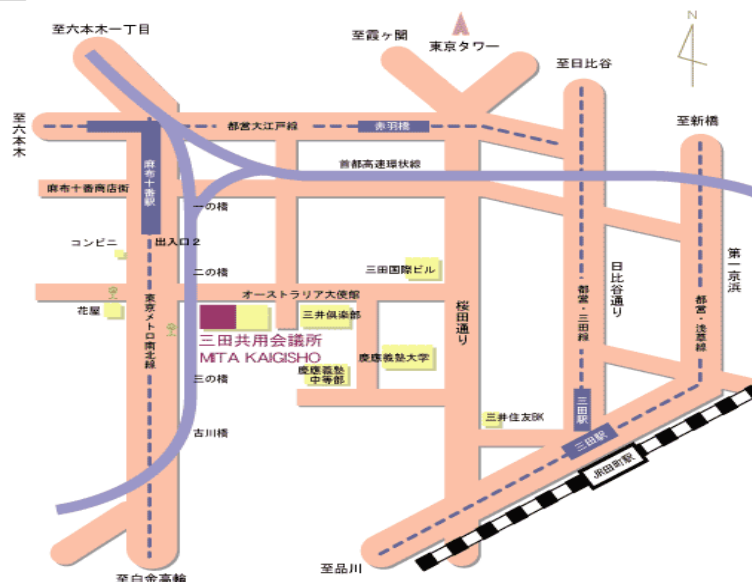 至六本木一丁目
至霞ヶ関
東京タワー
N
至日比谷
至六本木
都営大江戸線
赤羽橋
至新橋
麻布十番駅
首都高速環状線
麻布十番商店街
一の橋
コンビニ
出入口2
二の橋
三田国際ビル
第一京浜
日比谷通り
オーストラリア大使館
花屋
三井倶楽部
桜田通り
都営・三田線
都営・浅草線
東京メトロ南北線
三田共用会議所
MITA KAIGISHO
慶應義塾大学
慶應義塾
中等部
三の橋
三田駅
三井住友BK
古川橋
三田駅
JR田町駅
至品川
至白金高輪